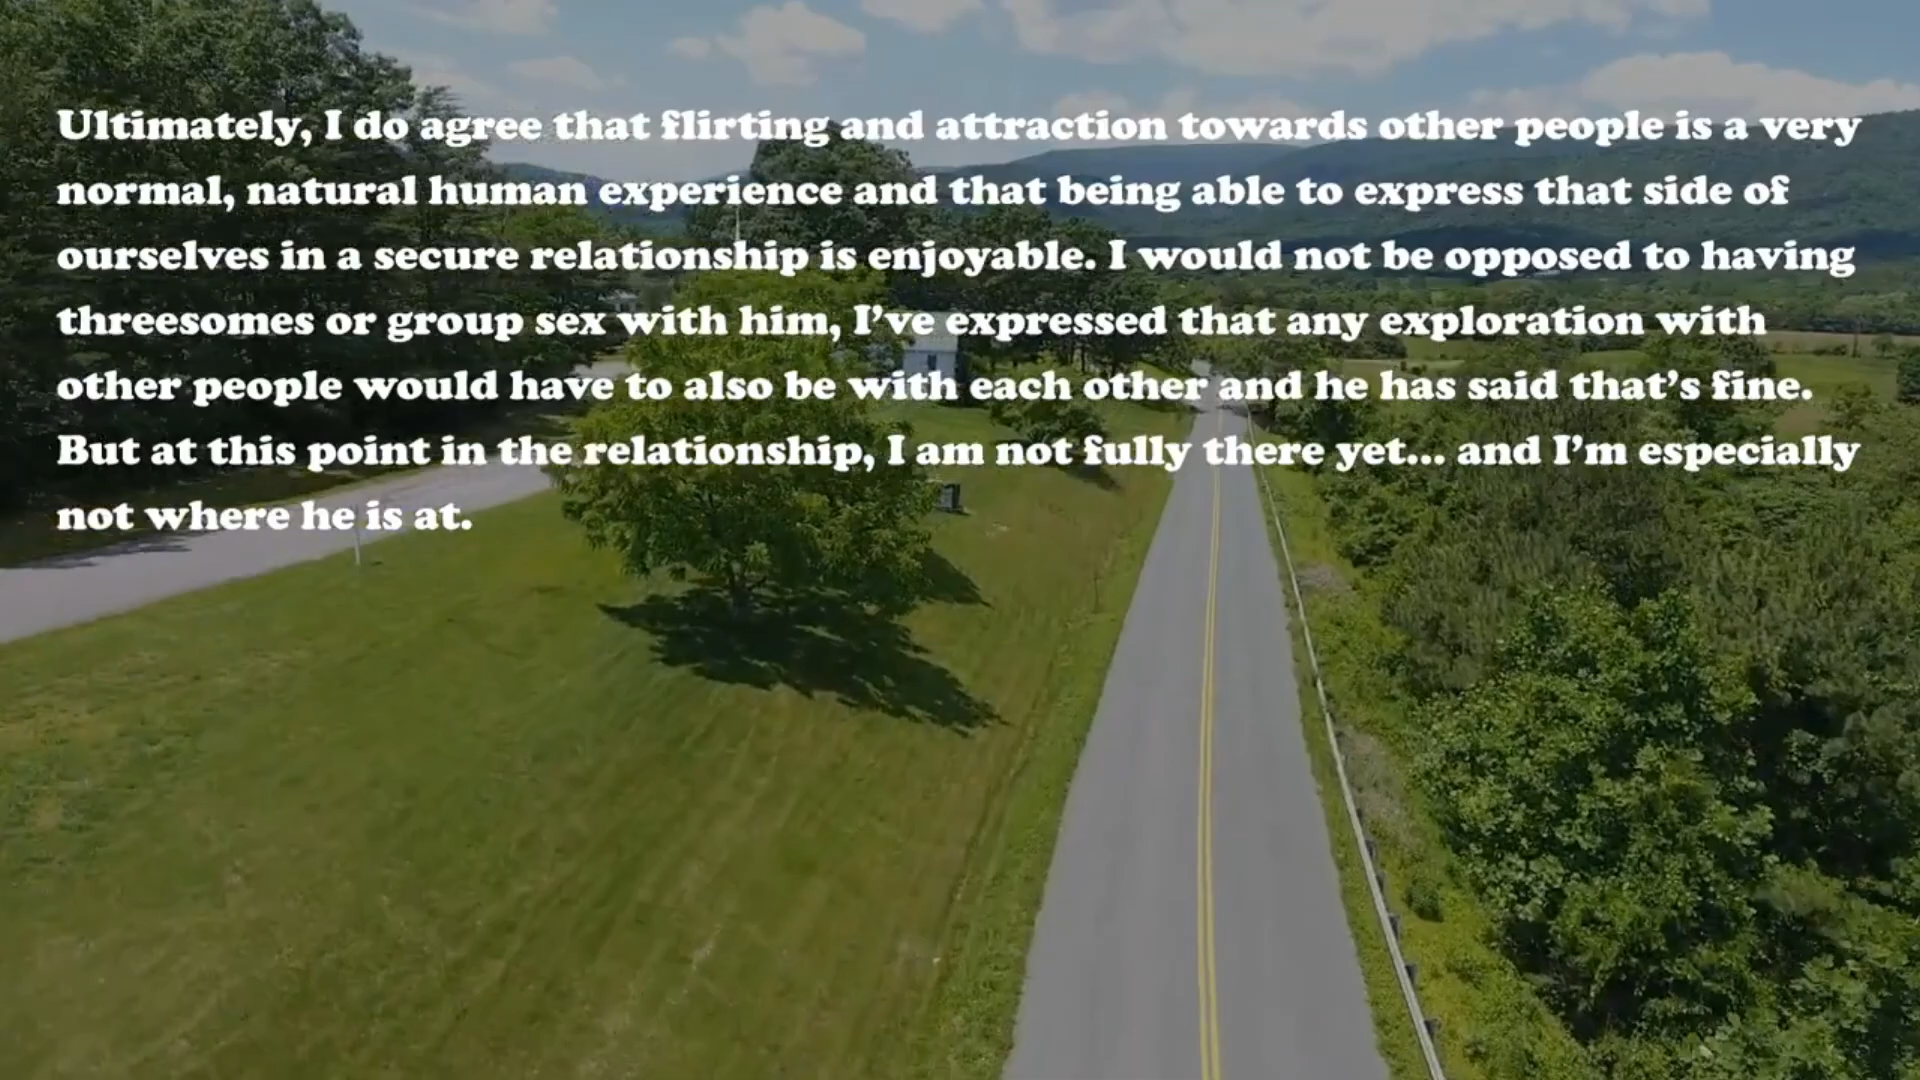 Ultimately, I do agree that flirting and attraction towards other people is a very
normal, natural human experience and that being able to express that side of
ourselves in a secure relationship is enjoyable. I would not be opposed to having
threesomes or group sex with him, I’ve expressed that any exploration with
other people would have to also be with each other and he has said that’s fine.
But at this point in the relationship, I am not fully there yet... and I’m especially
not where he is at.